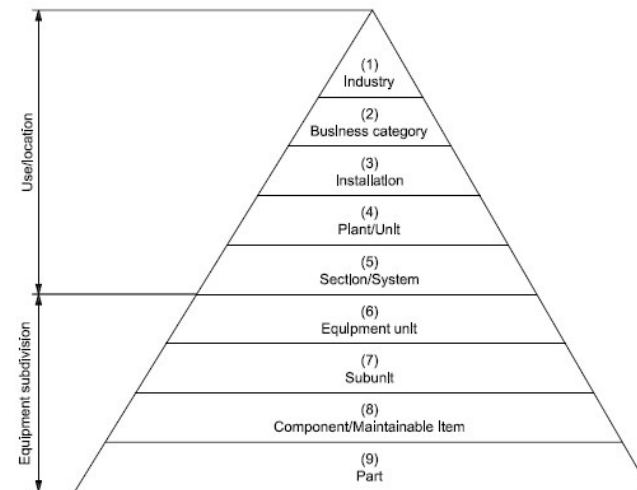 (1)
Industry
(2)
Business category
(3)
Installation
(4)
Plant/Unit
(5)
Section/System
(6)
Equipment unit
(7)
Subunit
(8)
Component/Maintainable Item
(9)
Part
Use/location
Equipment subdivision